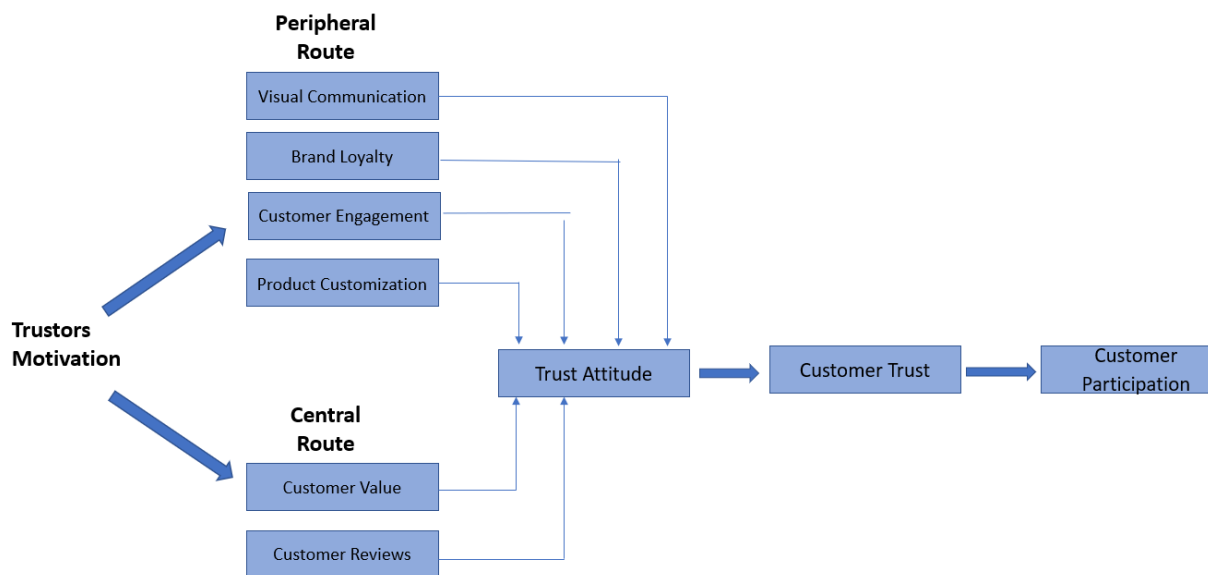 Peripheral
Route
Visual Communication
Brand Loyalty
Customer Engagement
Product Customization
Trustors
Motivation
Trust Attitude
Customer Trust
Customer
Participation
Central
Route
Customer Value
Customer Reviews